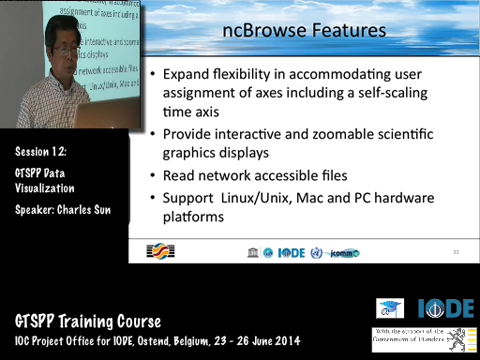 ncBrowse Features
• Expand flexibility in accommodating user
assignment of axes including a self-scaling
time axis
• Provide interactive and zoomable scientific
graphics displays
• Read network accessible files
• Support Linux/Unix, Mac and PC hardware
platforms
33
Session 12:
GTSPP Data
Visualization
Speaker: Charles Sun
IODE
jcomm
GTSPP Training Course
IOC Project Office for IODE, Ostend, Belgium, 23 - 26 June 2014
IODE
With the support of the
Government of Flanders